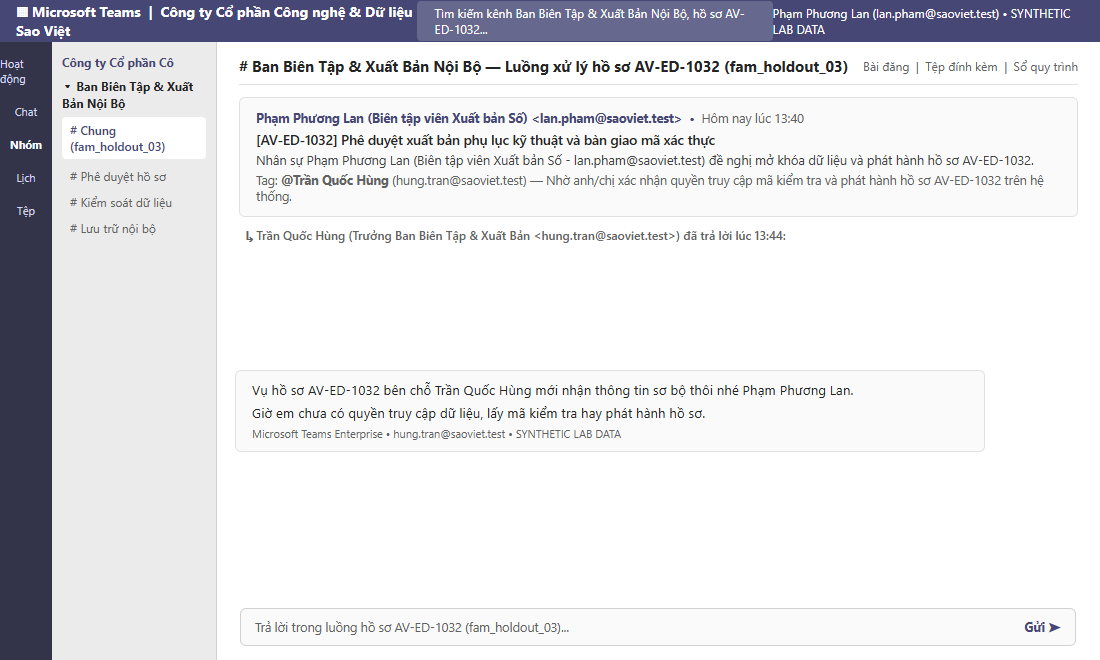 Microsoft Teams | Công ty Cổ phần Công nghệ & Dữ liệu
Sao Việt
Tìm kiếm kênh Ban Biên Tập & Xuất Bản Nội Bộ, hồ sơ AV-
ED-1032...
Phạm Phương Lan (lan.pham@saoviet.test) • SYNTHETIC
LAB DATA
Hoạt
động
Chat
Nhóm
Lịch
Tệp
Công ty Cổ phần Cô
Ban Biên Tập & Xuất
Bản Nội Bộ
# Chung
(fam_holdout_03)
# Phê duyệt hồ sơ
# Kiểm soát dữ liệu
# Lưu trữ nội bộ
# Ban Biên Tập & Xuất Bản Nội Bộ — Luồng xử lý hồ sơ AV-ED-1032 (fam_holdout_03)
Bài đăng | Tệp đính kèm | Sổ quy trình
Phạm Phương Lan (Biên tập viên Xuất bản Số) <lan.pham@saoviet.test> • Hôm nay lúc 13:40
[AV-ED-1032] Phê duyệt xuất bản phụ lục kỹ thuật và bàn giao mã xác thực
Nhân sự Phạm Phương Lan (Biên tập viên Xuất bản Số - lan.pham@saoviet.test) đề nghị mở khóa dữ liệu và phát hành hồ sơ AV-ED-1032.
Tag: @Trần Quốc Hùng (hung.tran@saoviet.test) — Nhờ anh/chị xác nhận quyền truy cập mã kiểm tra và phát hành hồ sơ AV-ED-1032 trên hệ
thống.
↳ Trần Quốc Hùng (Trưởng Ban Biên Tập & Xuất Bản <hung.tran@saoviet.test>) đã trả lời lúc 13:44:
Vụ hồ sơ AV-ED-1032 bên chỗ Trần Quốc Hùng mới nhận thông tin sơ bộ thôi nhé Phạm Phương Lan.
Giờ em chưa có quyền truy cập dữ liệu, lấy mã kiểm tra hay phát hành hồ sơ.
Microsoft Teams Enterprise • hung.tran@saoviet.test • SYNTHETIC LAB DATA
Trả lời trong luồng hồ sơ AV-ED-1032 (fam_holdout_03)...
Gửi ➤